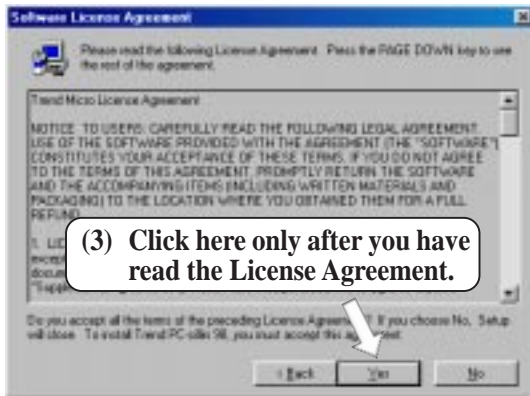 Software License Agreement
Please read the following License Agreement. Press the PAGE DOWN key to see
the rest of the agreement.
Trend Micro License Agreement
NOTICE TO USERS: CAREFULLY READ THE FOLLOWING LEGAL AGREEMENT.
USE OF THE SOFTWARE PROVIDED WITH THE AGREEMENT (THE "SOFTWARE")
CONSTITUTES YOUR ACCEPTANCE OF THESE TERMS. IF YOU DO NOT AGREE
TO THE TERMS OF THIS AGREEMENT, PROMPTLY RETURN THE SOFTWARE
AND THE ACCOMPANYING ITEMS (INCLUDING WRITTEN MATERIALS AND
PACKAGING) TO THE LOCATION WHERE YOU OBTAINED THEM FOR A FULL
REFUND.
(3) Click here only after you have
read the License Agreement.
Do you accept all the terms of the preceding License Agreement? If you choose No, Setup
will close. To install Trend PC-cillin 98, you must accept this agreement.
< Back
Yes
No